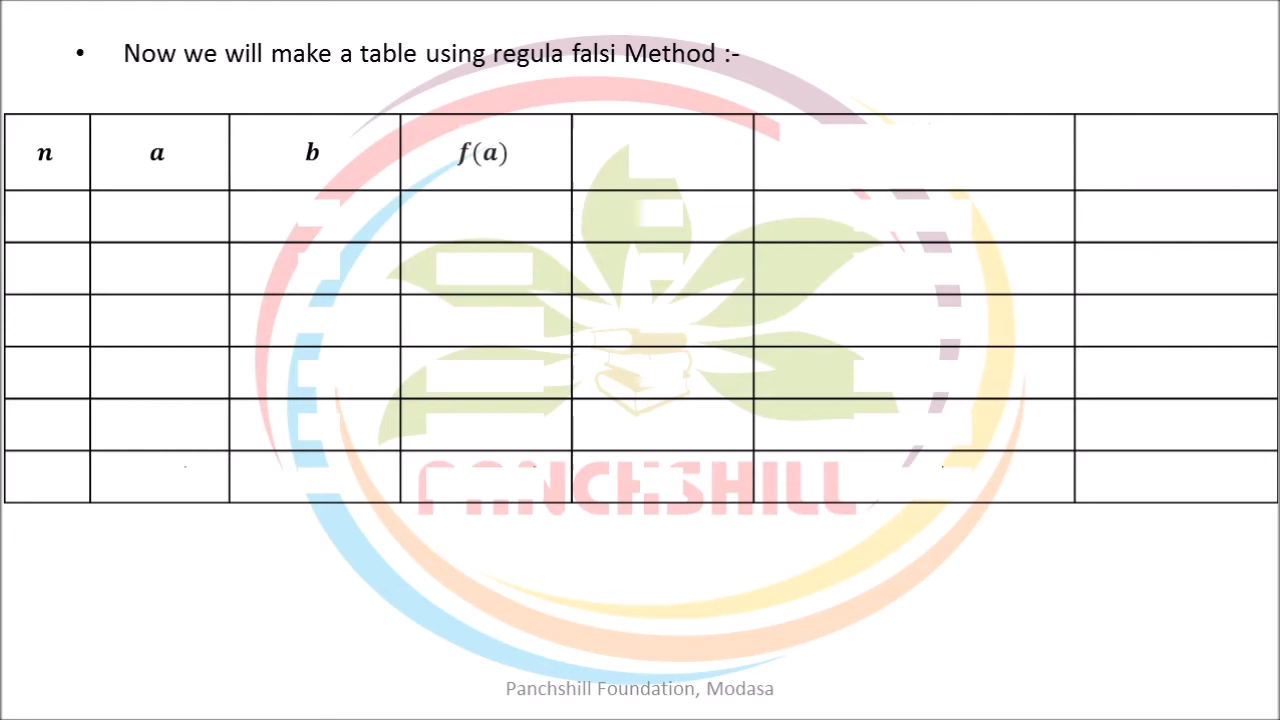 • Now we will make a table using regula falsi Method :-
n a b f(a)
PANCHSHILL
Panchshill Foundation, Modasa